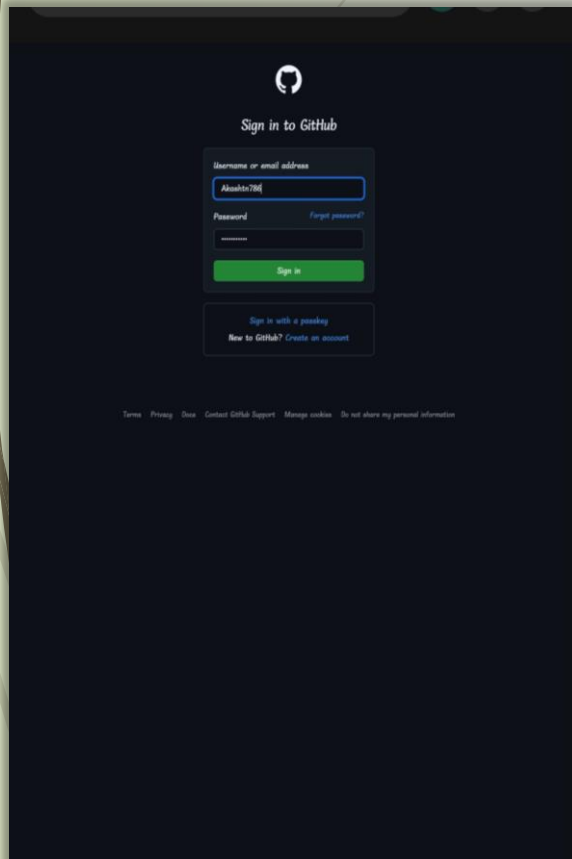 Sign in to GitHub
Username or email address
Akashtn786
Password Forgot password?
Sign in
Sign in with a passkey
New to GitHub? Create an account
Terms Privacy Docs Contact GitHub Support Manage cookies Do not share my personal information